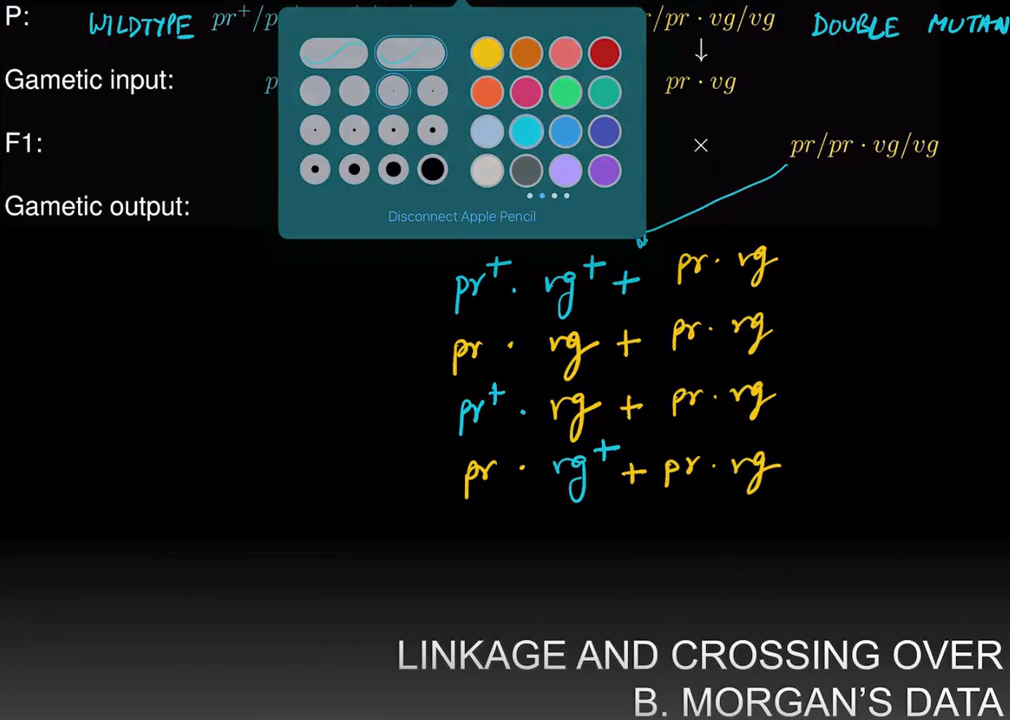 P: WILDTYPE pr⁺/p r/pr · vg/vg DOUBLE MUTAN
Gametic input: p pr · vg
F1: × pr/pr · vg/vg
Gametic output:
Disconnect Apple Pencil
pr⁺ · vg⁺ + pr · vg
pr · vg + pr · vg
pr⁺ · vg + pr · vg
pr · vg⁺ + pr · vg
LINKAGE AND CROSSING OVER
B. MORGAN'S DATA